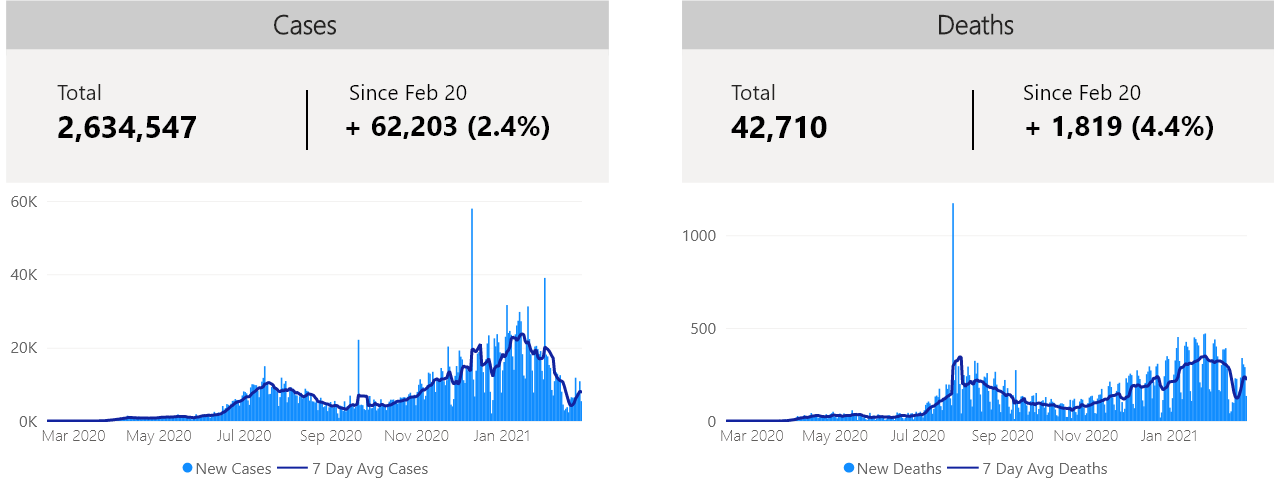 Cases
Total
2,634,547
Since Feb 20
+ 62,203 (2.4%)
60K
40K
20K
0K
Mar 2020 May 2020 Jul 2020 Sep 2020 Nov 2020 Jan 2021
New Cases 7 Day Avg Cases
Deaths
Total
42,710
Since Feb 20
+ 1,819 (4.4%)
1000
500
0
Mar 2020 May 2020 Jul 2020 Sep 2020 Nov 2020 Jan 2021
New Deaths 7 Day Avg Deaths